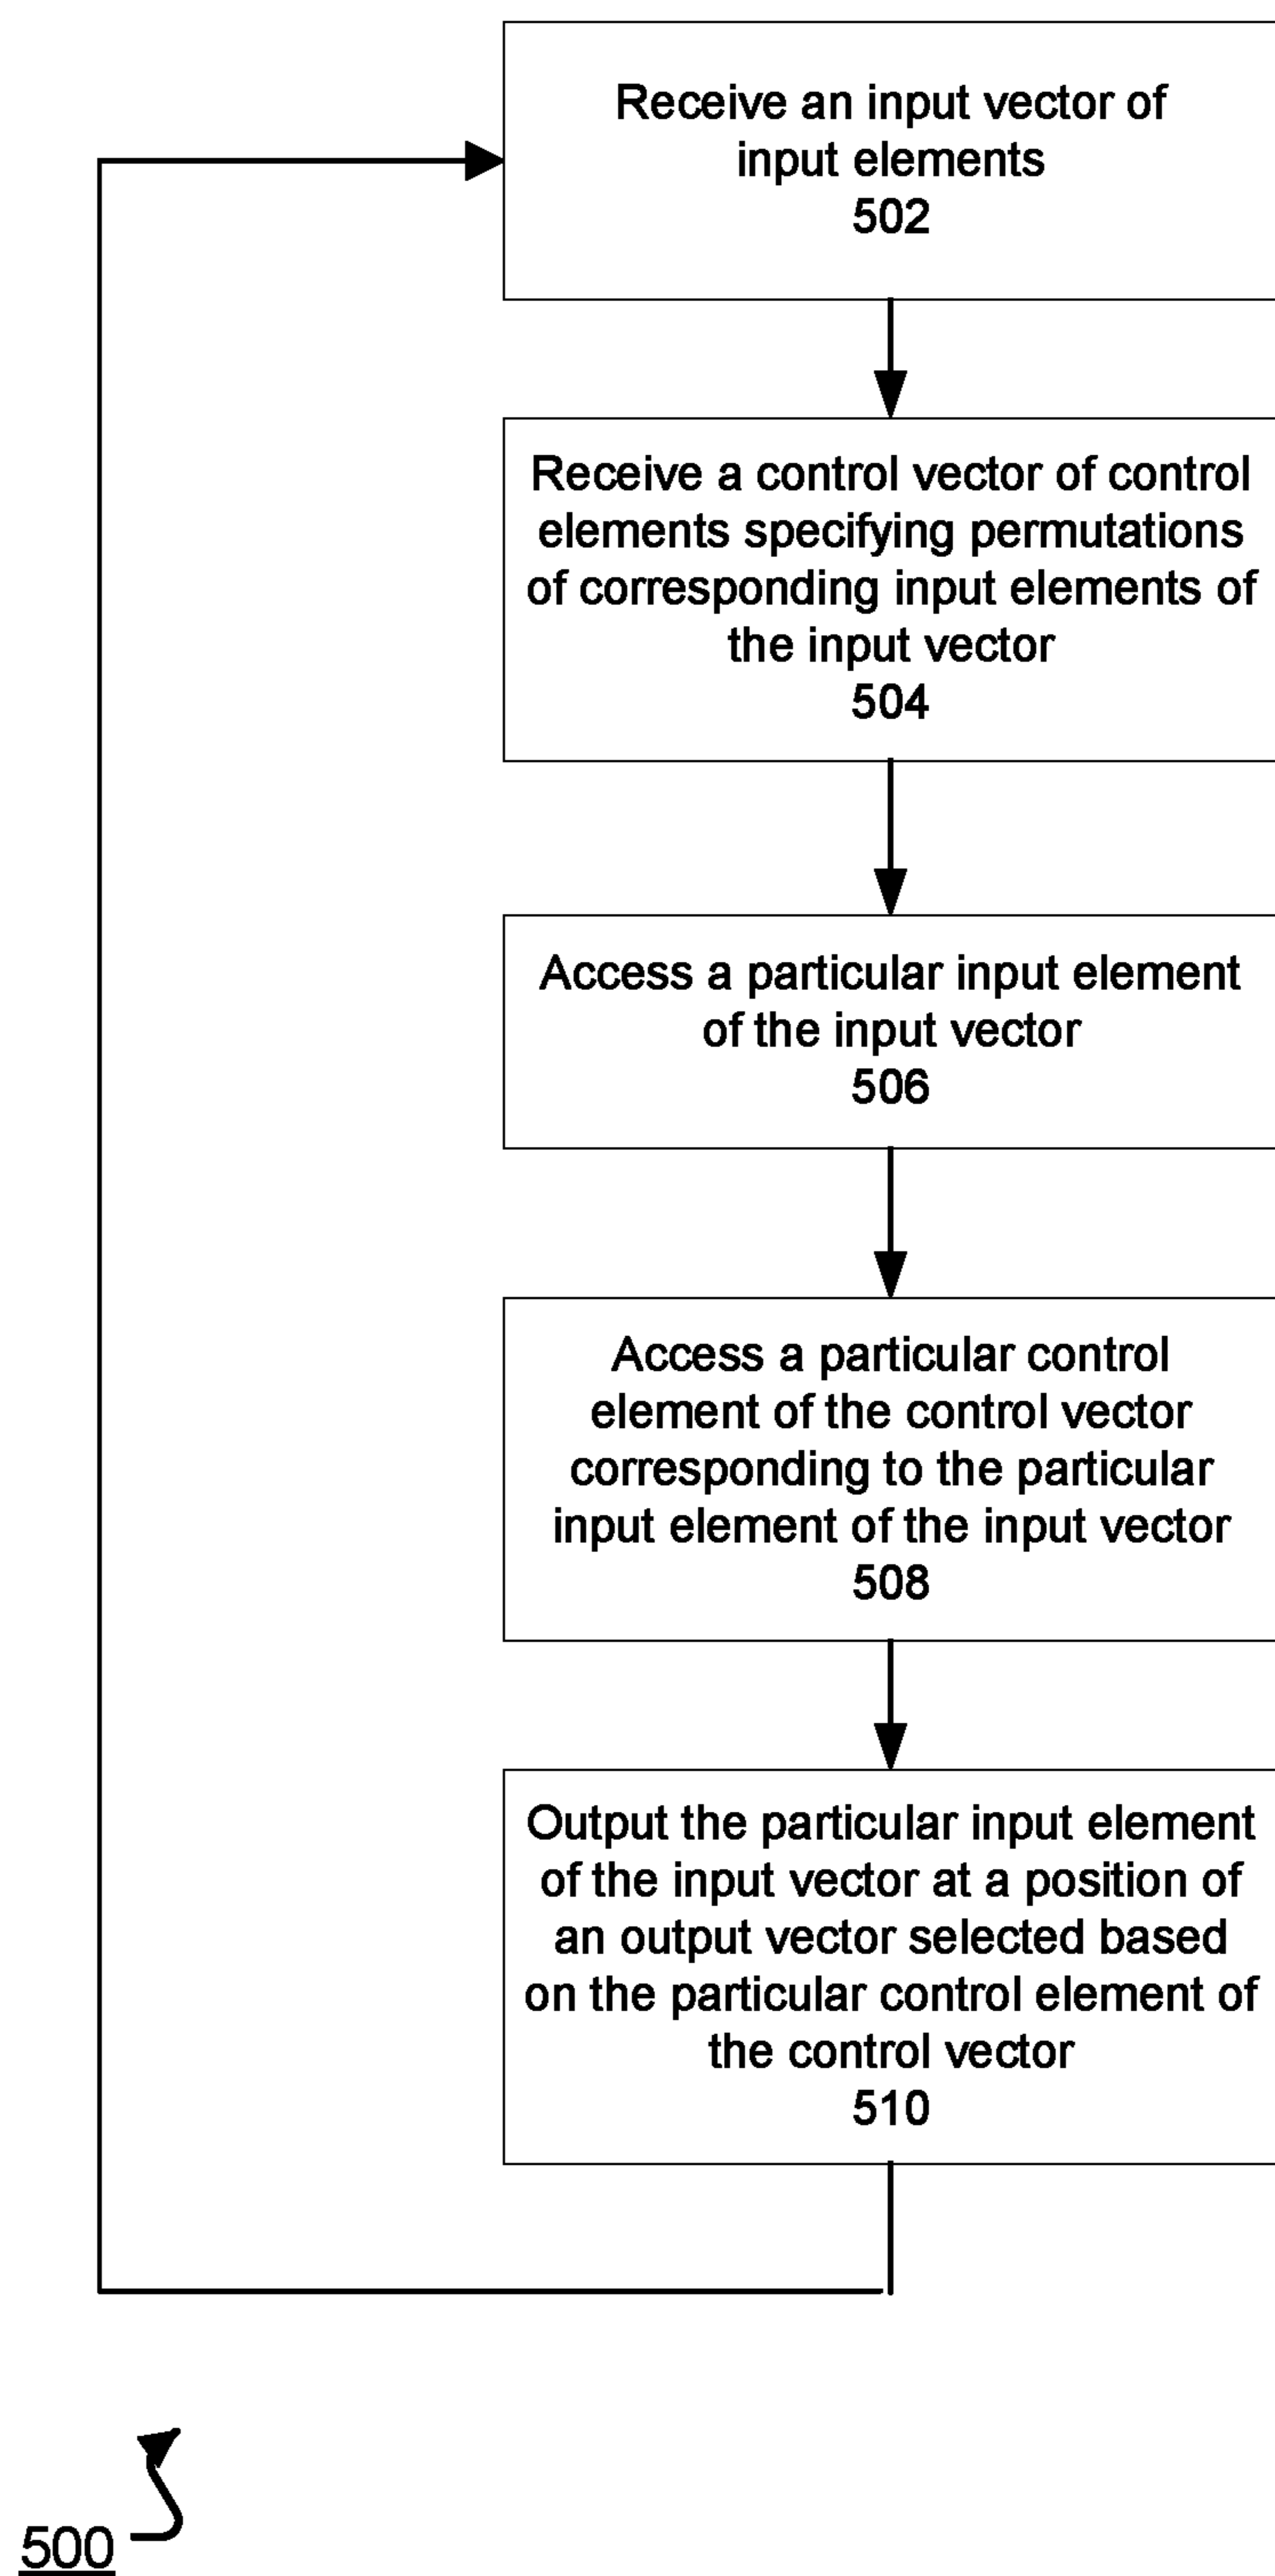 Receive an input vector of
input elements
502
Receive a control vector of control
elements specifying permutations
of corresponding input elements of
the input vector
504
Access a particular input element
of the input vector
506
Access a particular control
element of the control vector
corresponding to the particular
input element of the input vector
508
Output the particular input element
of the input vector at a position of
an output vector selected based
on the particular control element of
the control vector
510
500